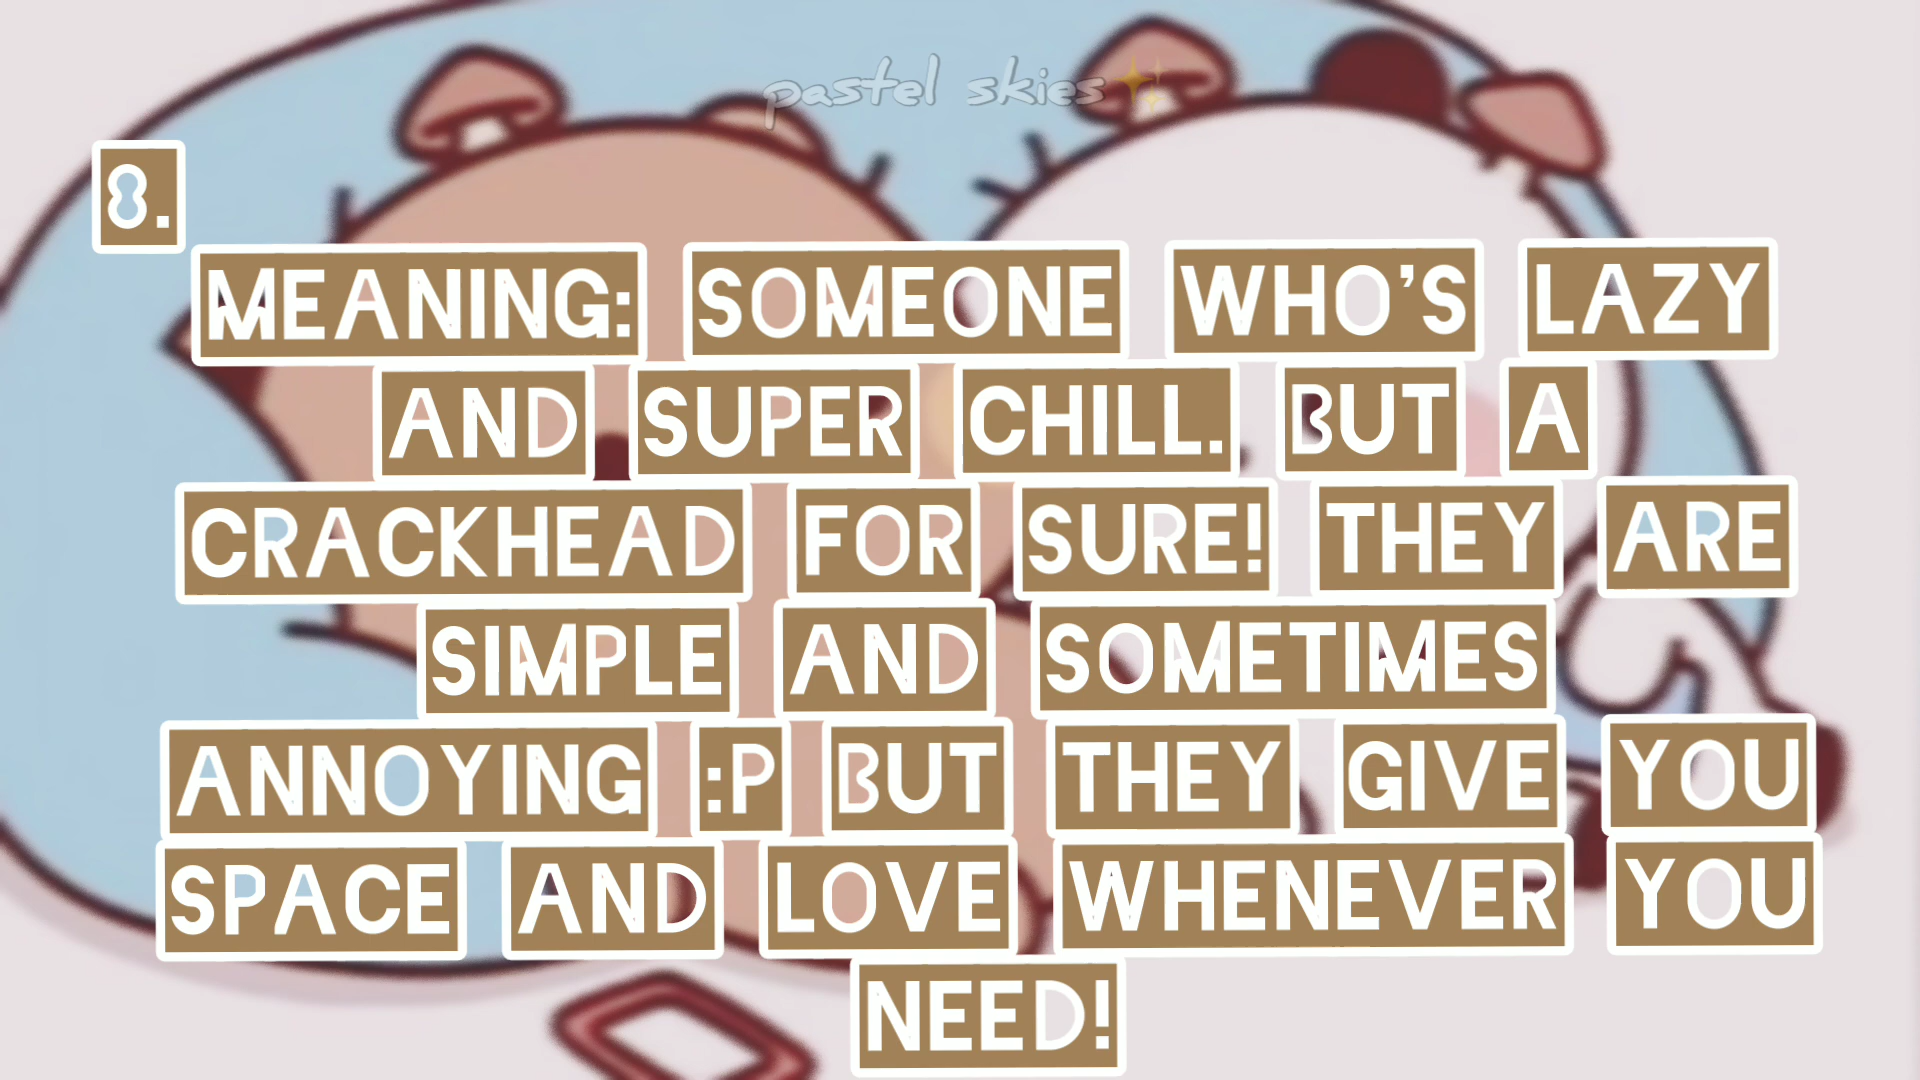 pastel skies✨
8.
MEANING: SOMEONE WHO'S LAZY
AND SUPER CHILL. BUT A
CRACKHEAD FOR SURE! THEY ARE
SIMPLE AND SOMETIMES
ANNOYING :P BUT THEY GIVE YOU
SPACE AND LOVE WHENEVER YOU
NEED!